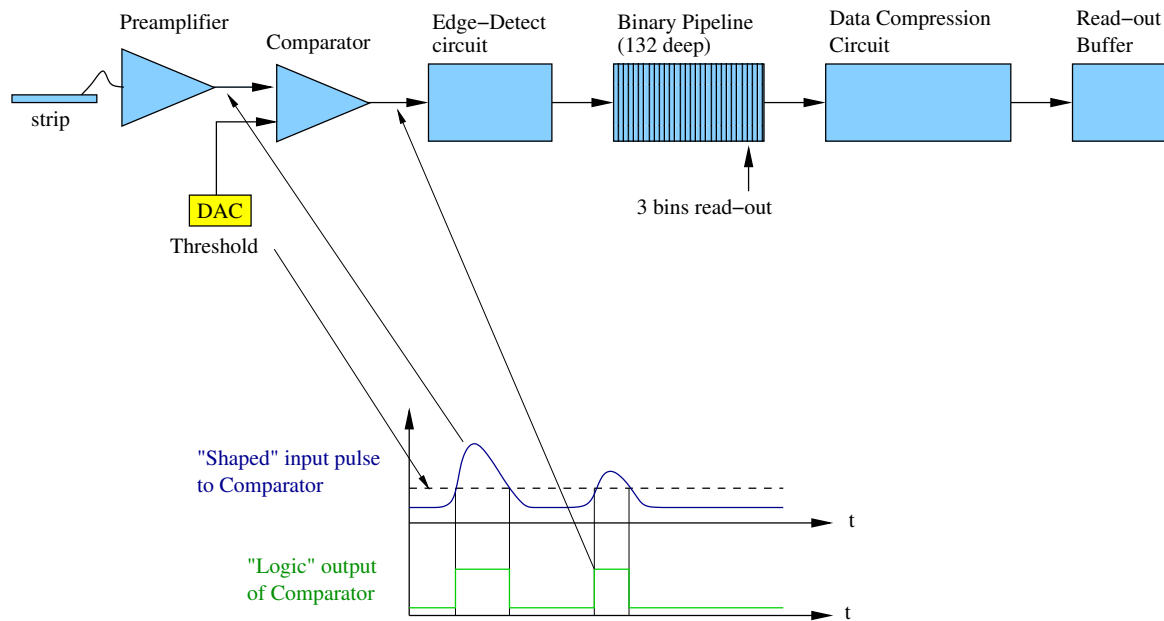 Preamplifier
Comparator
Edge−Detect
circuit
Binary Pipeline
(132 deep)
Data Compression
Circuit
Read−out
Buffer
strip
DAC
Threshold
3 bins read−out
"Shaped" input pulse
to Comparator
t
"Logic" output
of Comparator
t